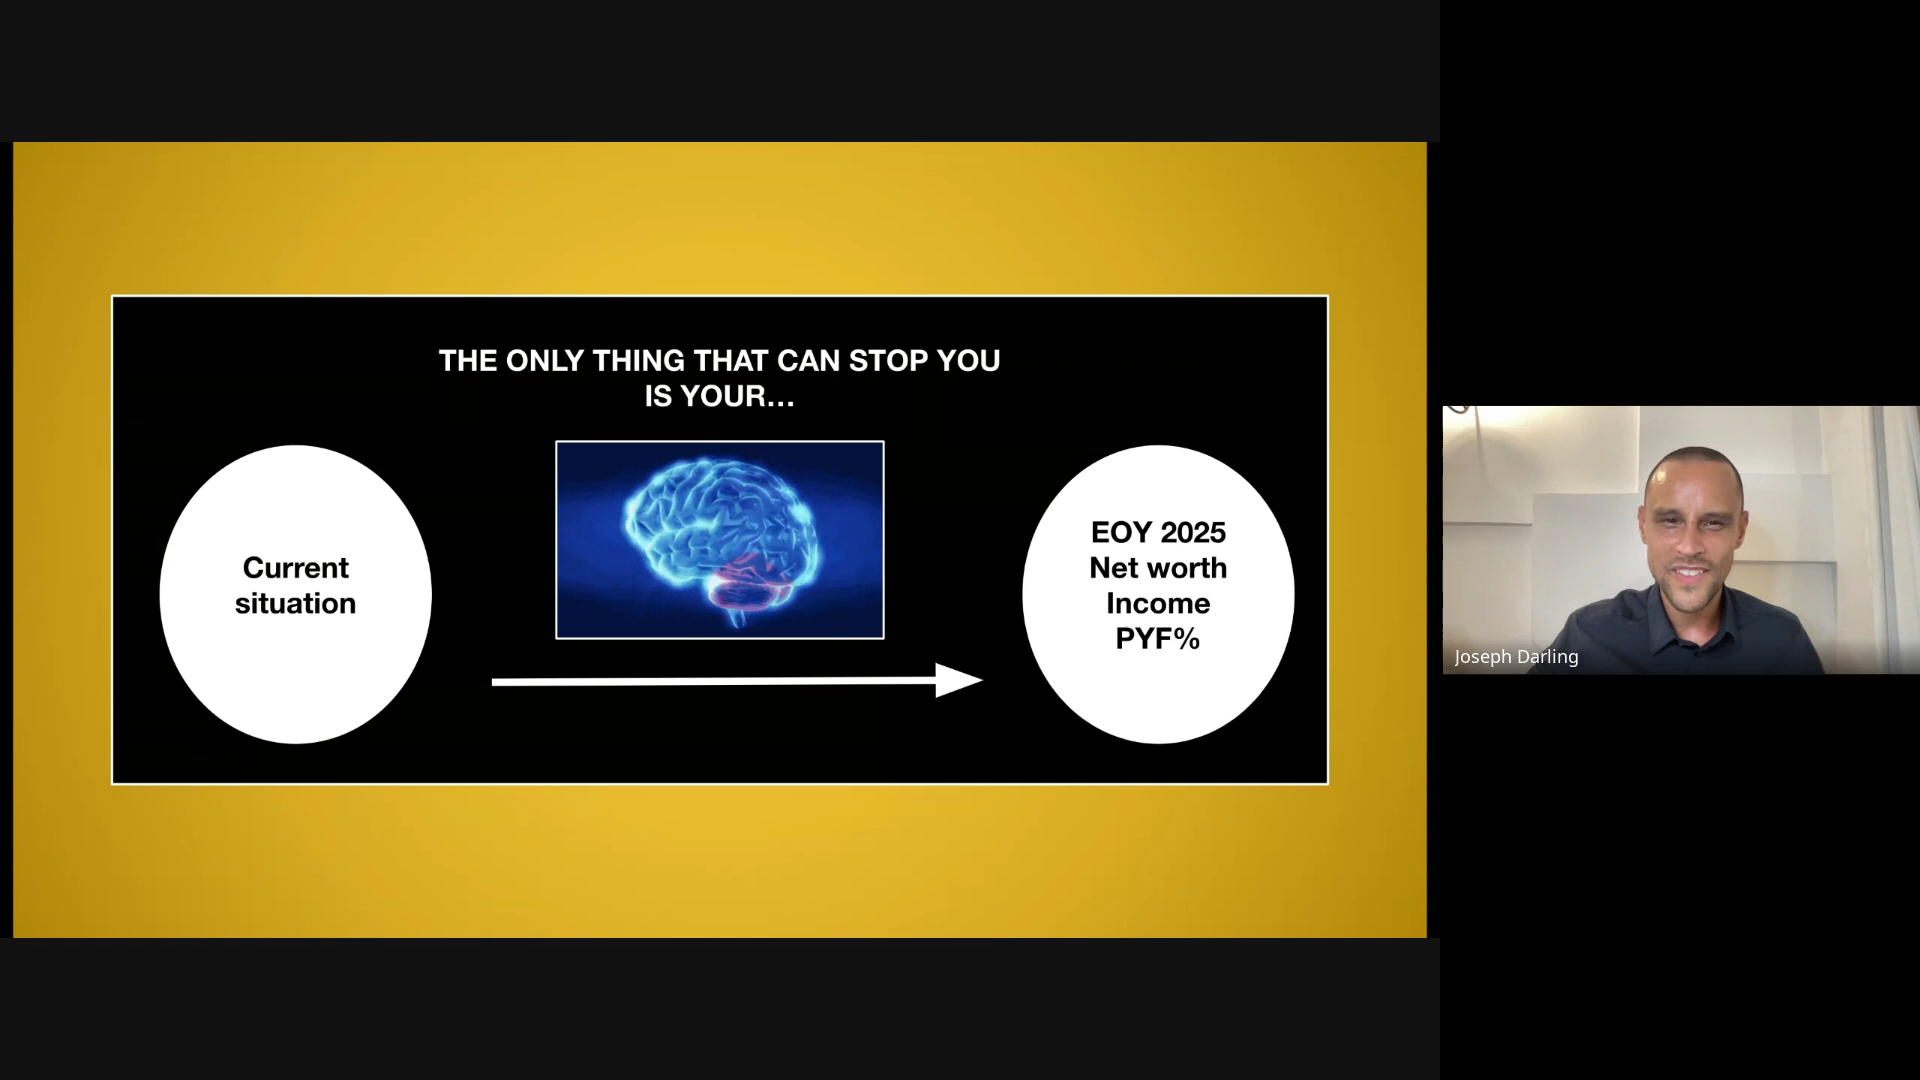 THE ONLY THING THAT CAN STOP YOU
IS YOUR...
Current
situation
EOY 2025
Net worth
Income
PYF%
Joseph Darling